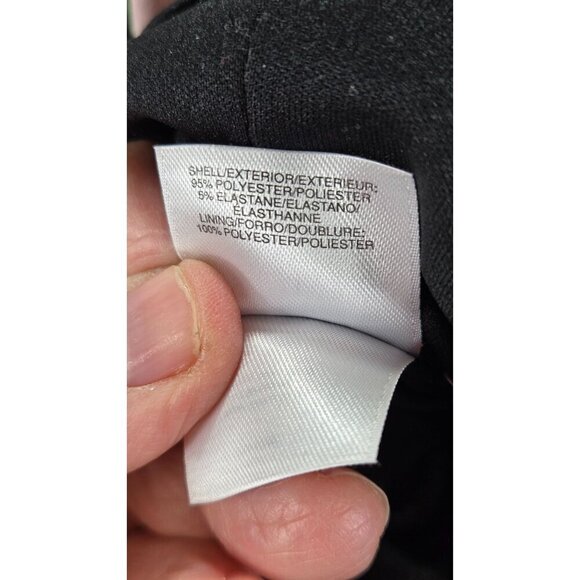 SHELL/EXTERIOR/EXTERIEUR:
95% POLYESTER/POLIESTER
5% ELASTANE/ELASTANO/
ÉLASTHANNE
LINING/FORRO/DOUBLURE:
100% POLYESTER/POLIESTER